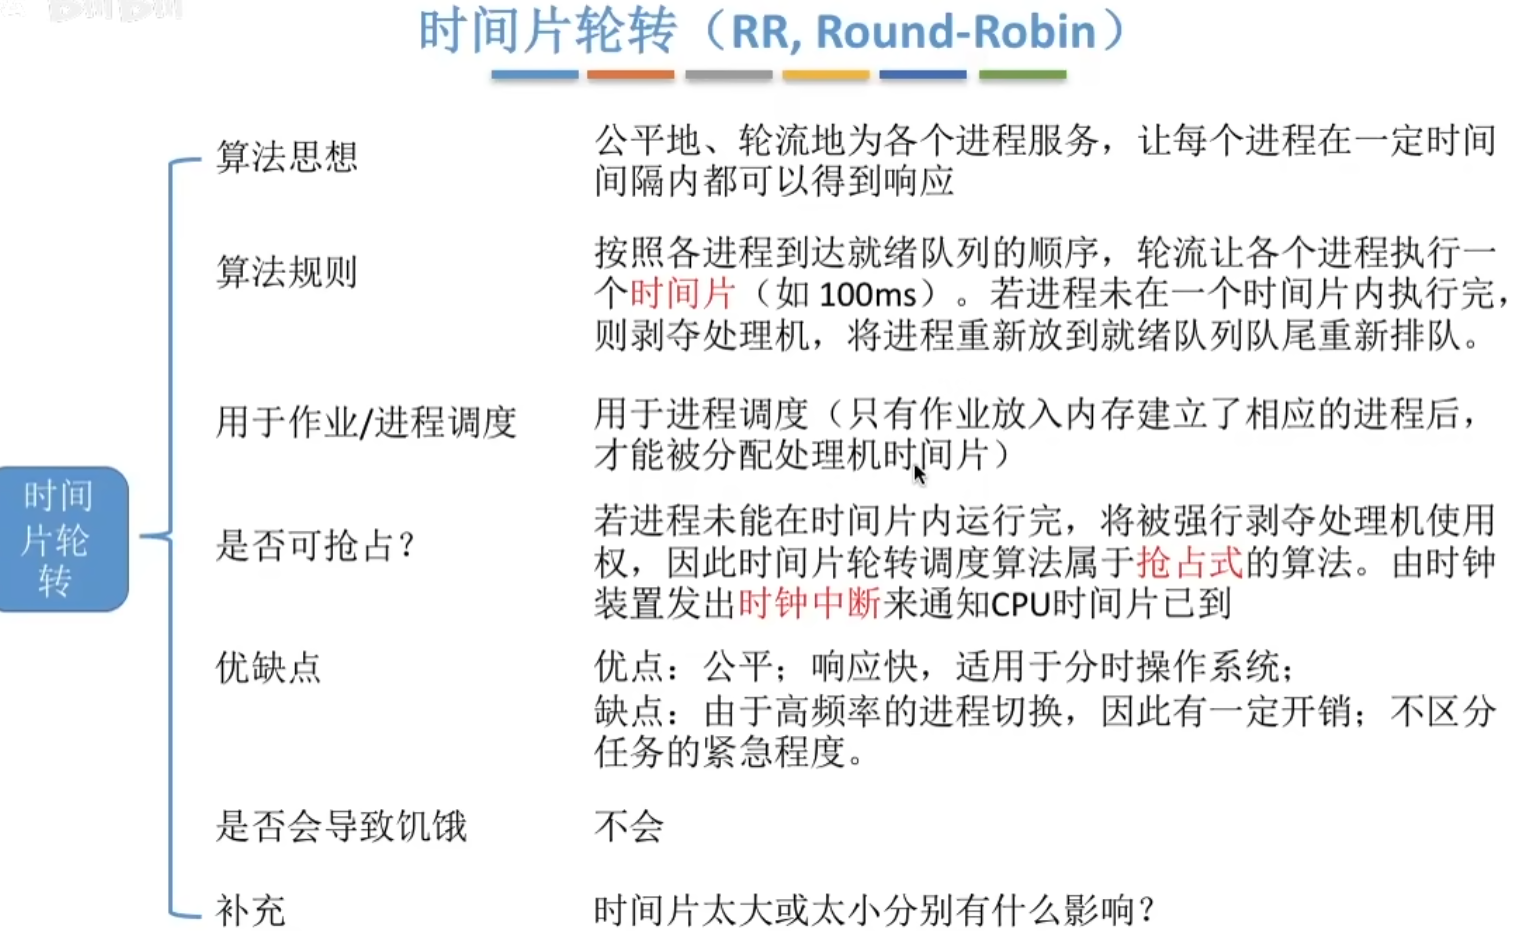 时间片轮转（RR, Round-Robin）
算法思想
公平地、轮流地为各个进程服务，让每个进程在一定时间
间隔内都可以得到响应
算法规则
按照各进程到达就绪队列的顺序，轮流让各个进程执行一
个时间片（如 100ms）。若进程未在一个时间片内执行完，
则剥夺处理机，将进程重新放到就绪队列队尾重新排队。
用于作业/进程调度
用于进程调度（只有作业放入内存建立了相应的进程后，
才能被分配处理机时间片）
时间
片轮
转
是否可抢占？
若进程未能在时间片内运行完，将被强行剥夺处理机使用
权，因此时间片轮转调度算法属于抢占式的算法。由时钟
装置发出时钟中断来通知CPU时间片已到
优缺点
优点：公平；响应快，适用于分时操作系统；
缺点：由于高频率的进程切换，因此有一定开销；不区分
任务的紧急程度。
是否会导致饥饿
不会
补充
时间片太大或太小分别有什么影响？